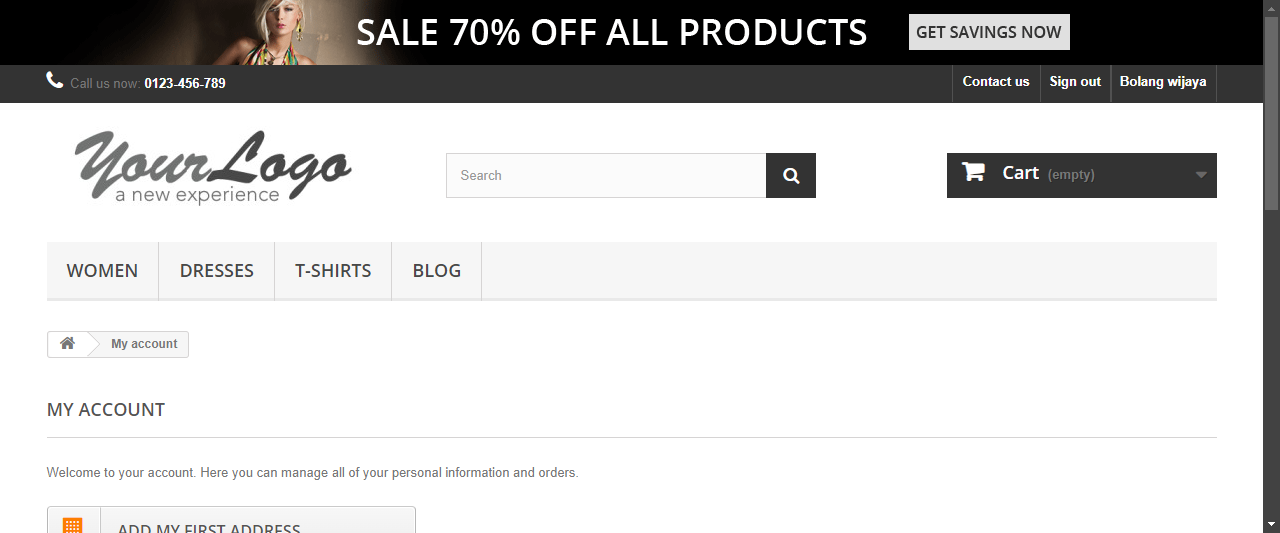 SALE 70% OFF ALL PRODUCTS GET SAVINGS NOW
Call us now: 0123-456-789 Contact us Sign out Bolang wijaya
YourLogo
a new experience
Search
Cart (empty)
WOMEN DRESSES T-SHIRTS BLOG
My account
MY ACCOUNT
Welcome to your account. Here you can manage all of your personal information and orders.
ADD MY FIRST ADDRESS